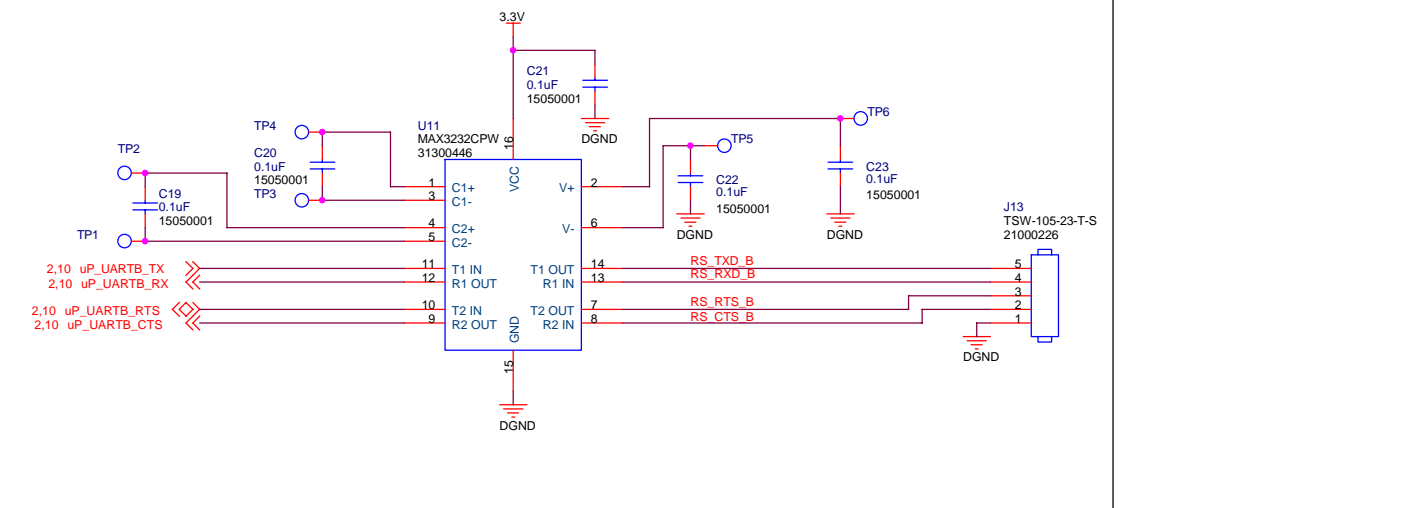 3.3V
C21
0.1uF
15050001
DGND
TP6
TP5
TP4
U11
MAX3232CPW
31300446
16
VCC
TP2
C20
0.1uF
15050001
TP3
C19
0.1uF
15050001
TP1
C22
0.1uF
15050001
DGND
C23
0.1uF
15050001
DGND
1 C1+
3 C1-
4 C2+
5 C2-
V+ 2
V- 6
J13
TSW-105-23-T-S
21000226
2,10 uP_UARTB_TX 11 T1 IN T1 OUT 14 RS_TXD_B 5
2,10 uP_UARTB_RX 12 R1 OUT R1 IN 13 RS_RXD_B 4
2,10 uP_UARTB_RTS 10 T2 IN T2 OUT 7 RS_RTS_B 3
2,10 uP_UARTB_CTS 9 R2 OUT R2 IN 8 RS_CTS_B 2
1
DGND
GND
15
DGND